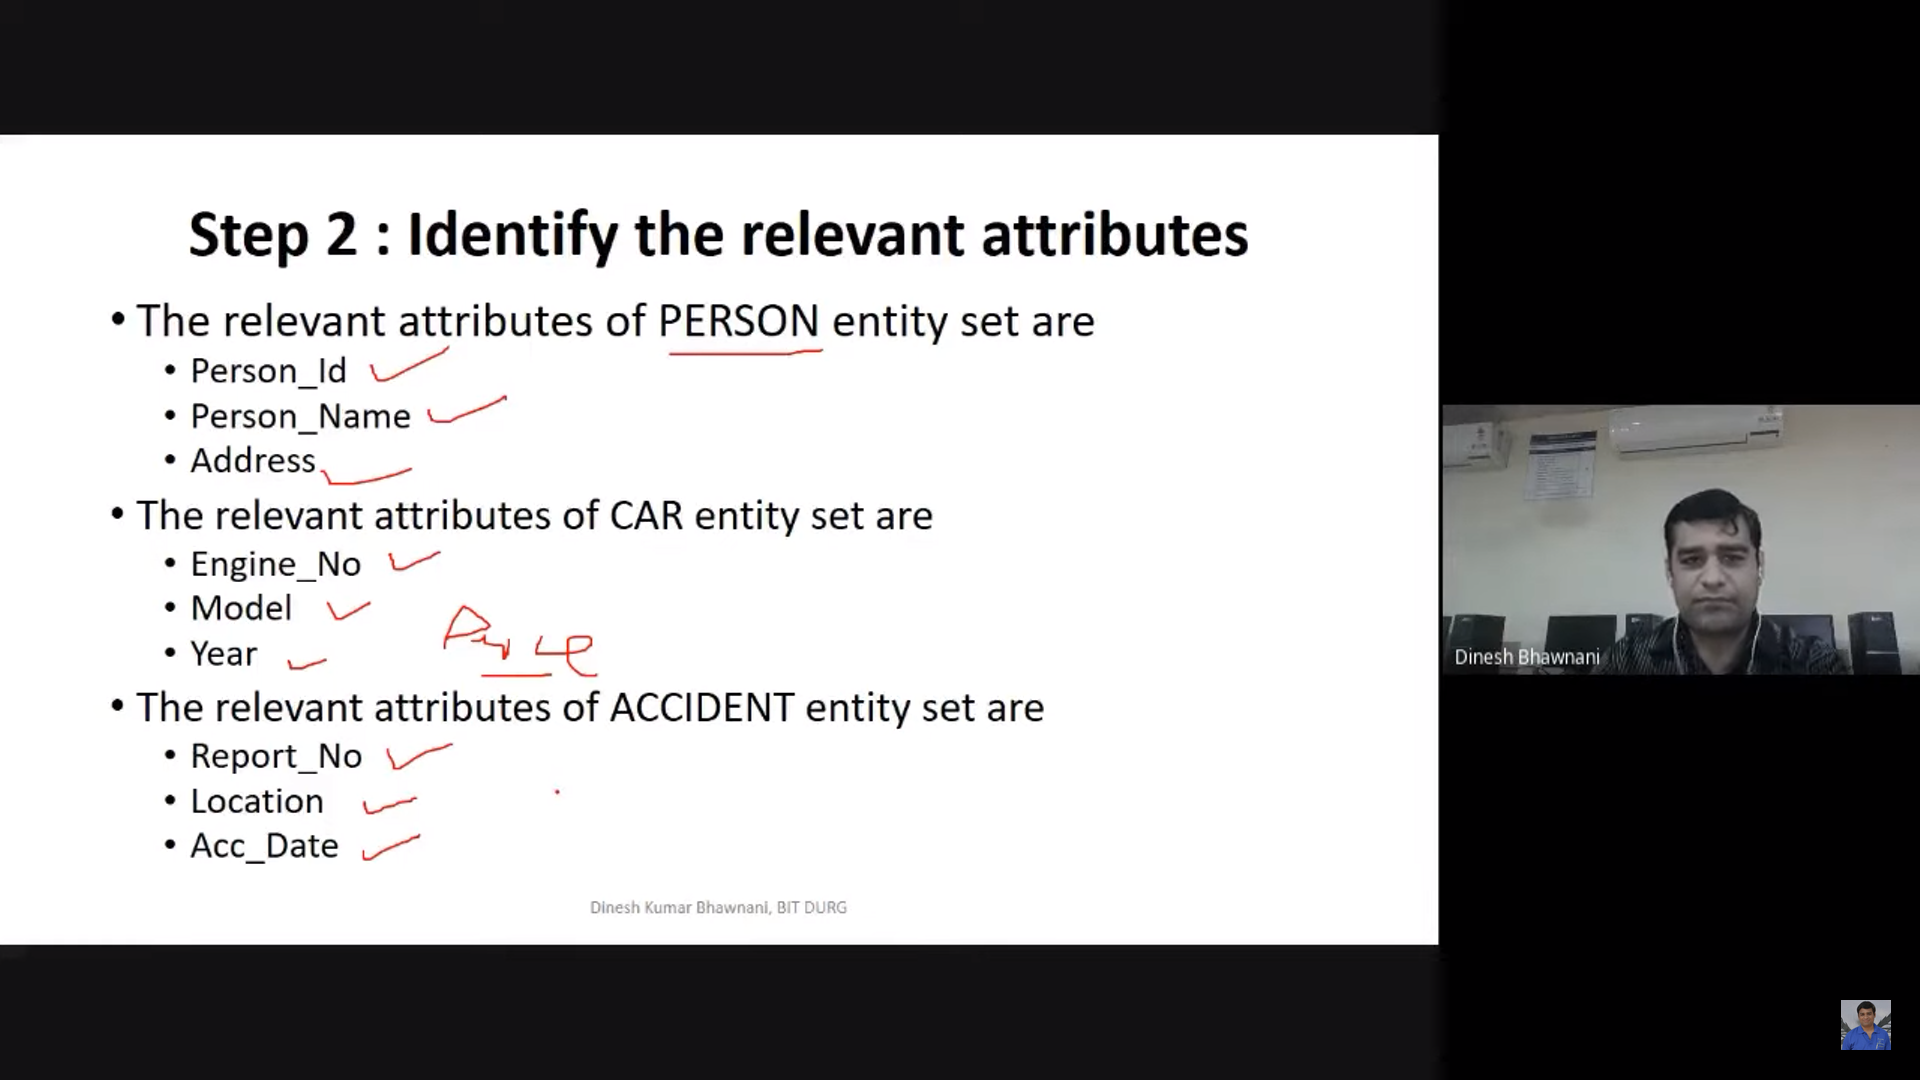 Step 2 : Identify the relevant attributes
• The relevant attributes of PERSON entity set are
• Person_Id
• Person_Name
• Address
• The relevant attributes of CAR entity set are
• Engine_No
• Model
• Year
Price
• The relevant attributes of ACCIDENT entity set are
• Report_No
• Location
• Acc_Date
Dinesh Kumar Bhawnani, BIT DURG
Dinesh Bhawnani